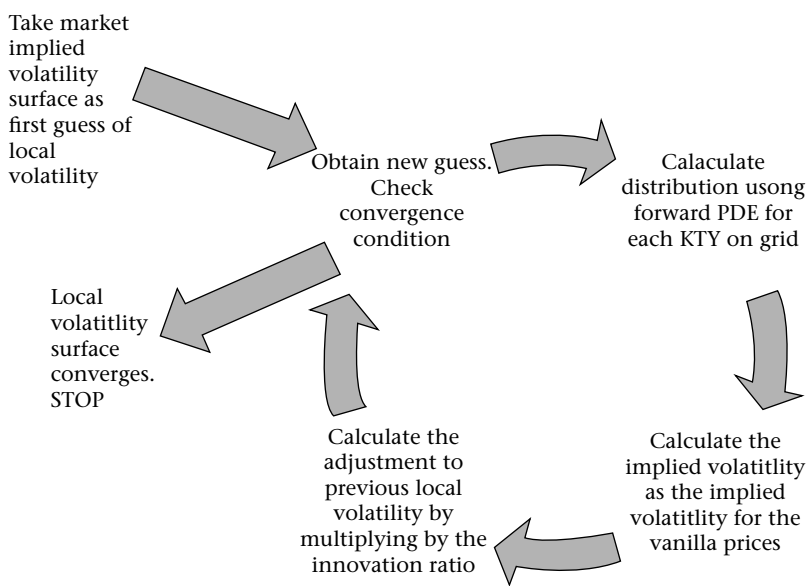 Take market
implied
volatility
surface as
first guess of
local
volatility
Obtain new guess.
Check
convergence
condition
Calaculate
distribution usong
forward PDE for
each KTY on grid
Calculate the
implied volatitlity
as the implied
volatitlity for the
vanilla prices
Calculate the
adjustment to
previous local
volatility by
multiplying by the
innovation ratio
Local
volatitlity
surface
converges.
STOP